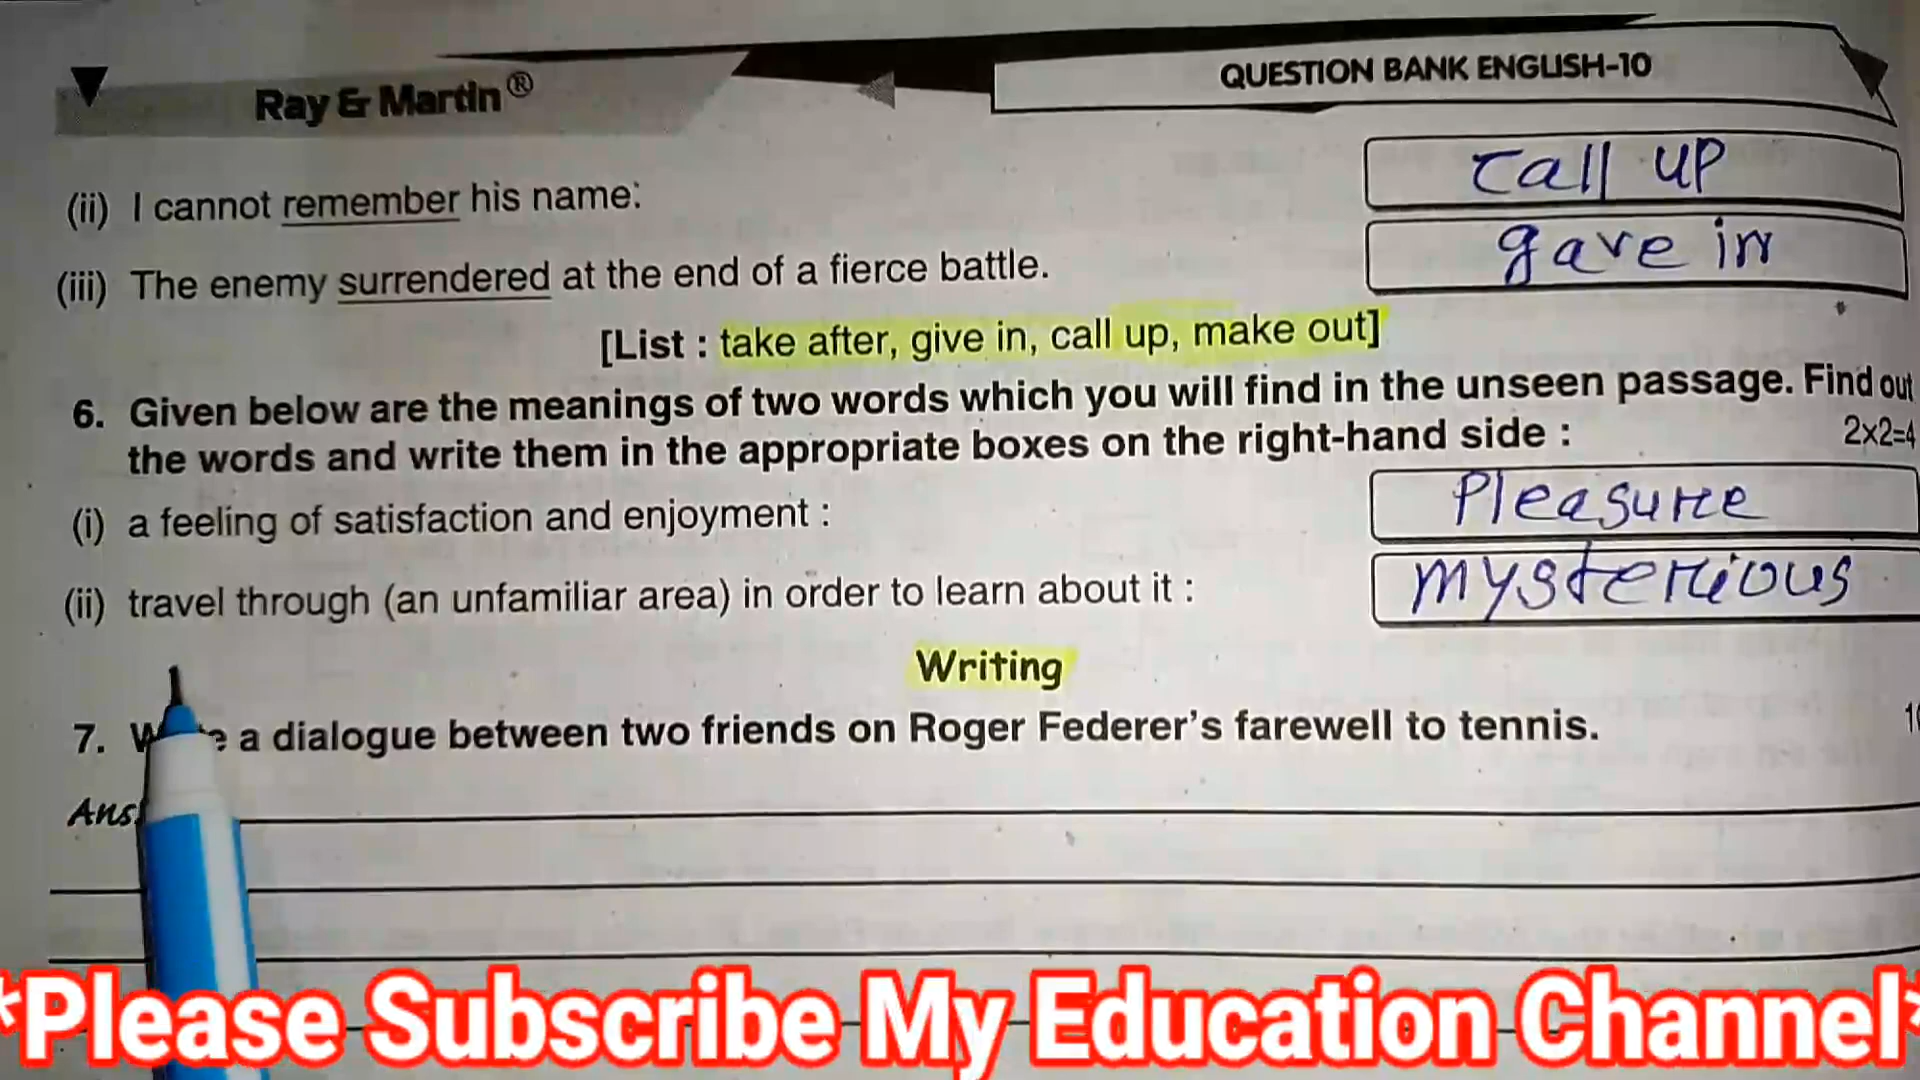 Ray & Martin®
QUESTION BANK ENGLISH-10
(ii) I cannot remember his name:
call up
(iii) The enemy surrendered at the end of a fierce battle.
gave in
[List : take after, give in, call up, make out]
6. Given below are the meanings of two words which you will find in the unseen passage. Find out
the words and write them in the appropriate boxes on the right-hand side : 2×2=4
(i) a feeling of satisfaction and enjoyment :
Pleasure
(ii) travel through (an unfamiliar area) in order to learn about it :
mysterious
Writing
7. a dialogue between two friends on Roger Federer's farewell to tennis.
Ans.
*Please Subscribe My Education Channel*